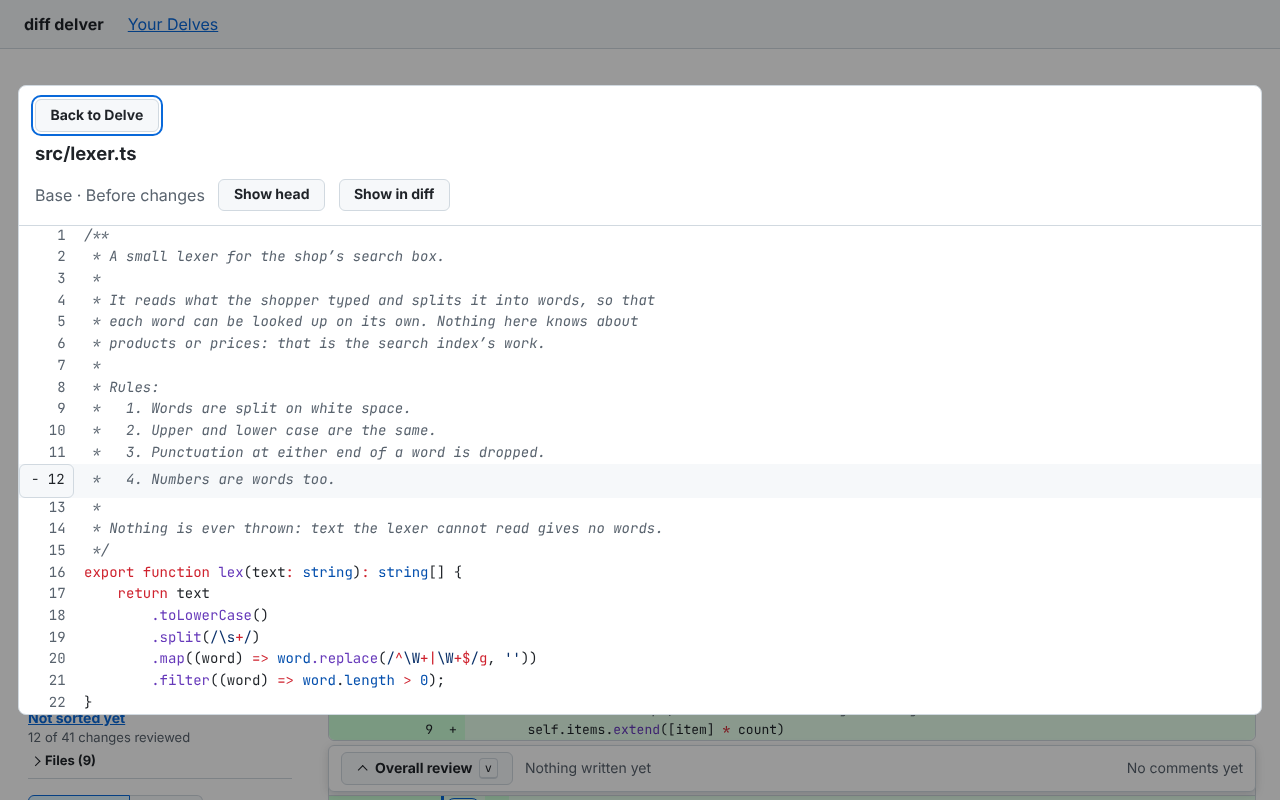 diff delver Your Delves
Back to Delve
src/lexer.ts
Base · Before changes Show head Show in diff
1 /**
2 * A small lexer for the shop’s search box.
3 *
4 * It reads what the shopper typed and splits it into words, so that
5 * each word can be looked up on its own. Nothing here knows about
6 * products or prices: that is the search index’s work.
7 *
8 * Rules:
9 *   1. Words are split on white space.
10 *   2. Upper and lower case are the same.
11 *   3. Punctuation at either end of a word is dropped.
- 12 *   4. Numbers are words too.
13 *
14 * Nothing is ever thrown: text the lexer cannot read gives no words.
15 */
16 export function lex(text: string): string[] {
17     return text
18         .toLowerCase()
19         .split(/\s+/)
20         .map((word) => word.replace(/^\W+|\W+$/g, ''))
21         .filter((word) => word.length > 0);
22 }
Not sorted yet
12 of 41 changes reviewed
Files (9)
9 + self.items.extend([item] * count)
Overall review v Nothing written yet No comments yet